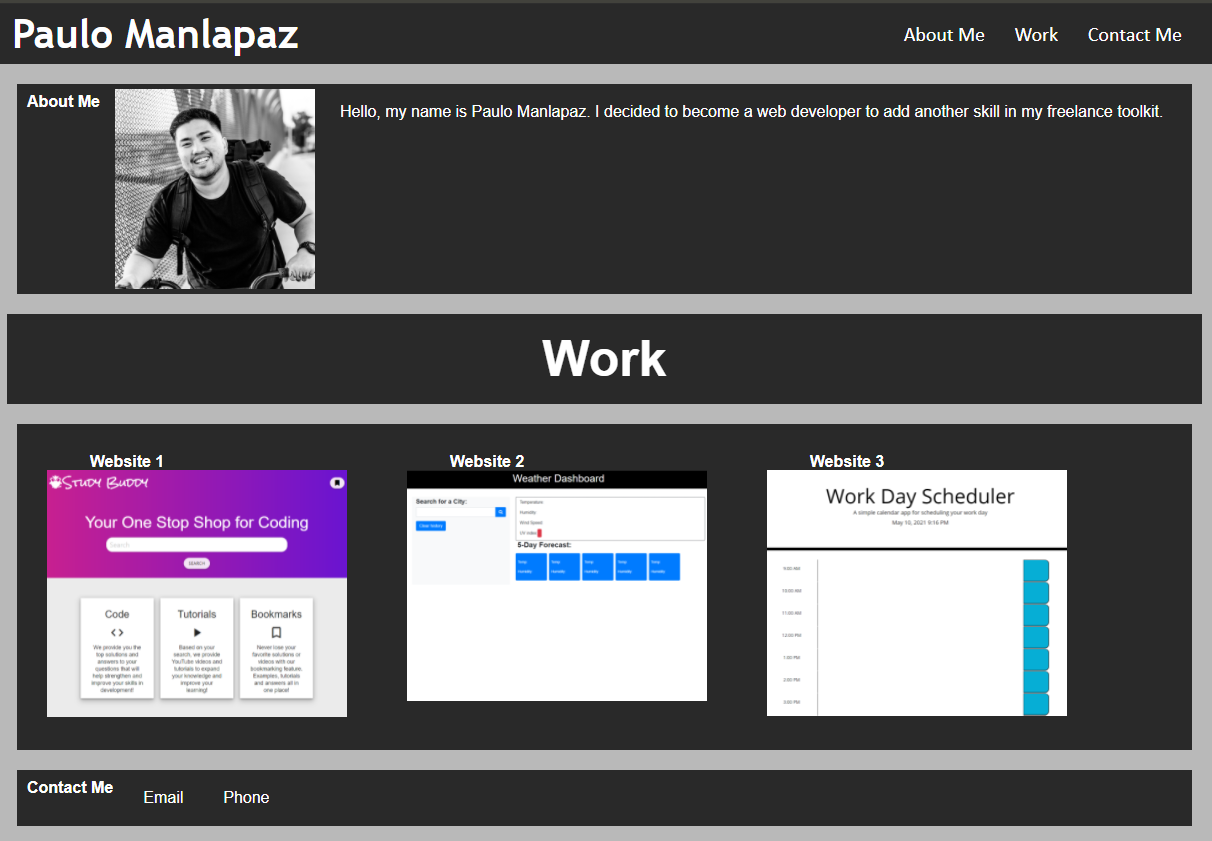 Paulo Manlapaz
About Me Work Contact Me
About Me
Hello, my name is Paulo Manlapaz. I decided to become a web developer to add another skill in my freelance toolkit.
Work
Website 1
STUDY BUDDY
Your One Stop Shop for Coding
Search
SEARCH
Code
We provide you the
top solutions and
answers to your
questions that will
help strengthen and
improve your skills in
development!
Tutorials
Based on your
search, we provide
YouTube videos and
tutorials to expand
your knowledge and
improve your
learning!
Bookmarks
Never lose your
favorite solutions or
videos with our
bookmarking feature.
Examples, tutorials
and answers all in
one place!
Website 2
Weather Dashboard
Search for a City:
Clear history
Temperature:
Humidity:
Wind Speed:
UV Index:
5-Day Forecast:
Temp: Temp: Temp: Temp: Temp:
Humidity: Humidity: Humidity: Humidity: Humidity:
Website 3
Work Day Scheduler
A simple calendar app for scheduling your work day
May 10, 2021 9:16 PM
9:00 AM
10:00 AM
11:00 AM
12:00 PM
1:00 PM
2:00 PM
3:00 PM
Contact Me
Email Phone